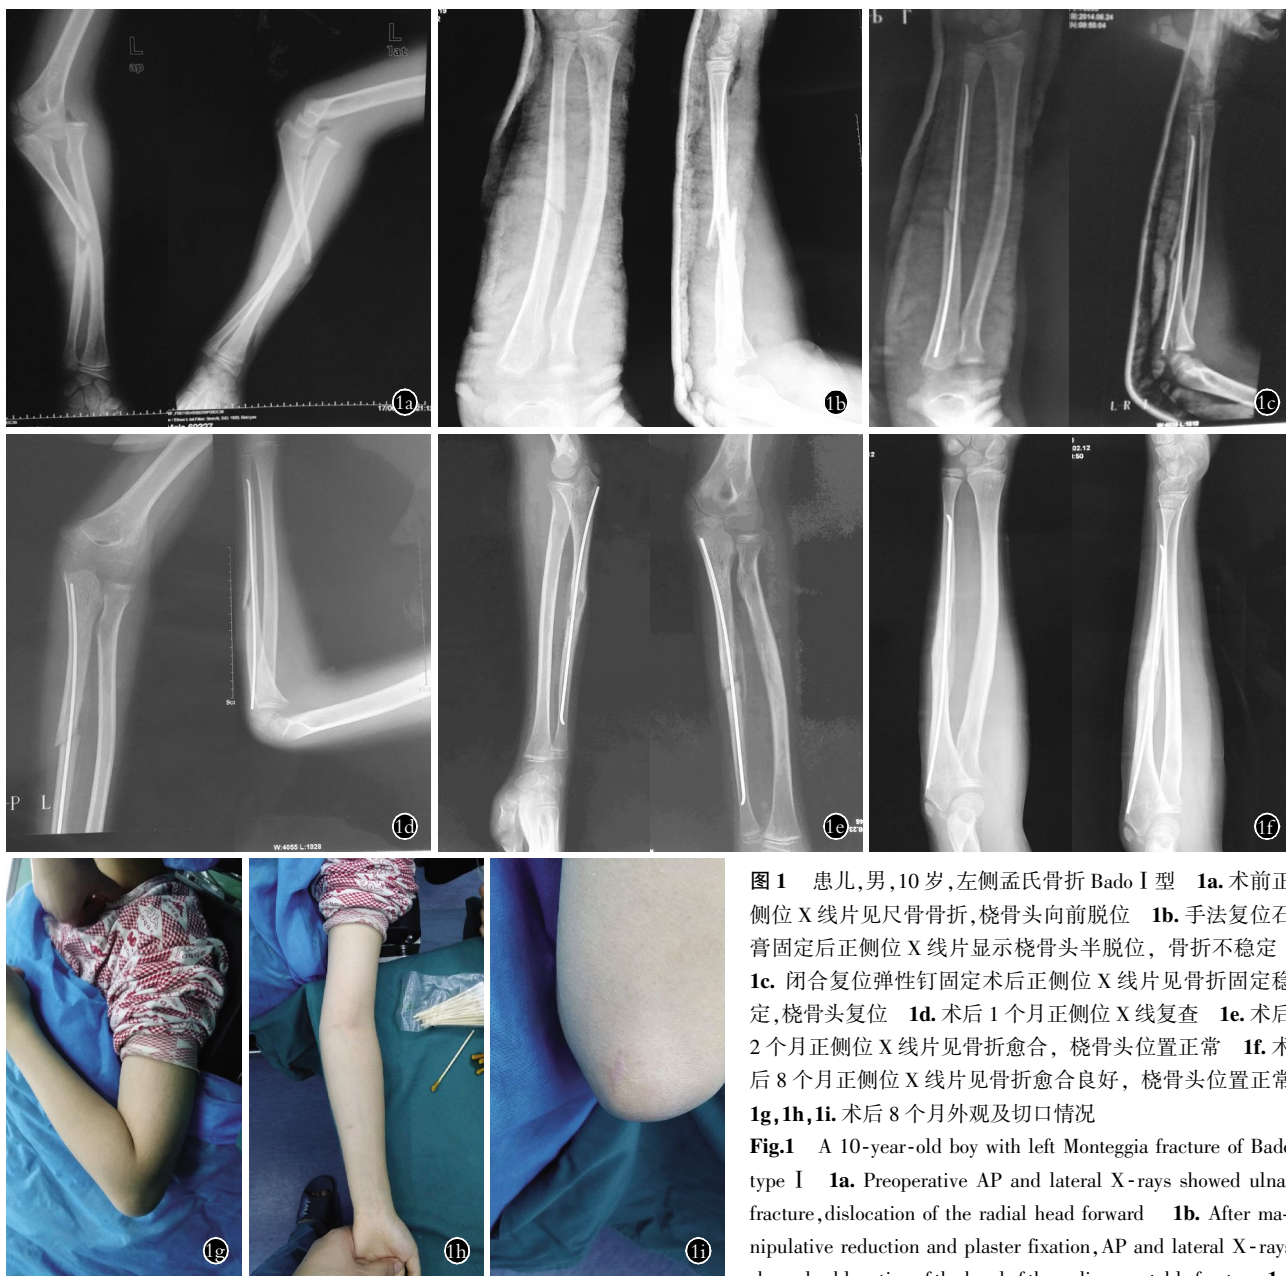 L
ap
L
1at
1a
1b
1c
L-R
1d
-P L
W:4055 L:1928
1e
1f
02.12
:50
1g
1h
1i
图 1 患儿,男,10 岁,左侧孟氏骨折 Bado Ⅰ 型 1a. 术前正
侧位 X 线片见尺骨骨折,桡骨头向前脱位 1b. 手法复位石
膏固定后正侧位 X 线片显示桡骨头半脱位, 骨折不稳定
1c. 闭合复位弹性钉固定术后正侧位 X 线片见骨折固定稳
定,桡骨头复位 1d. 术后 1 个月正侧位 X 线复查 1e. 术后
2 个月正侧位 X 线片见骨折愈合, 桡骨头位置正常 1f. 术
后 8 个月正侧位 X 线片见骨折愈合良好, 桡骨头位置正常
1g,1h,1i. 术后 8 个月外观及切口情况
Fig.1 A 10-year-old boy with left Monteggia fracture of Bado
type Ⅰ 1a. Preoperative AP and lateral X-rays showed ulna
fracture,dislocation of the radial head forward 1b. After ma-
nipulative reduction and plaster fixation,AP and lateral X-rays